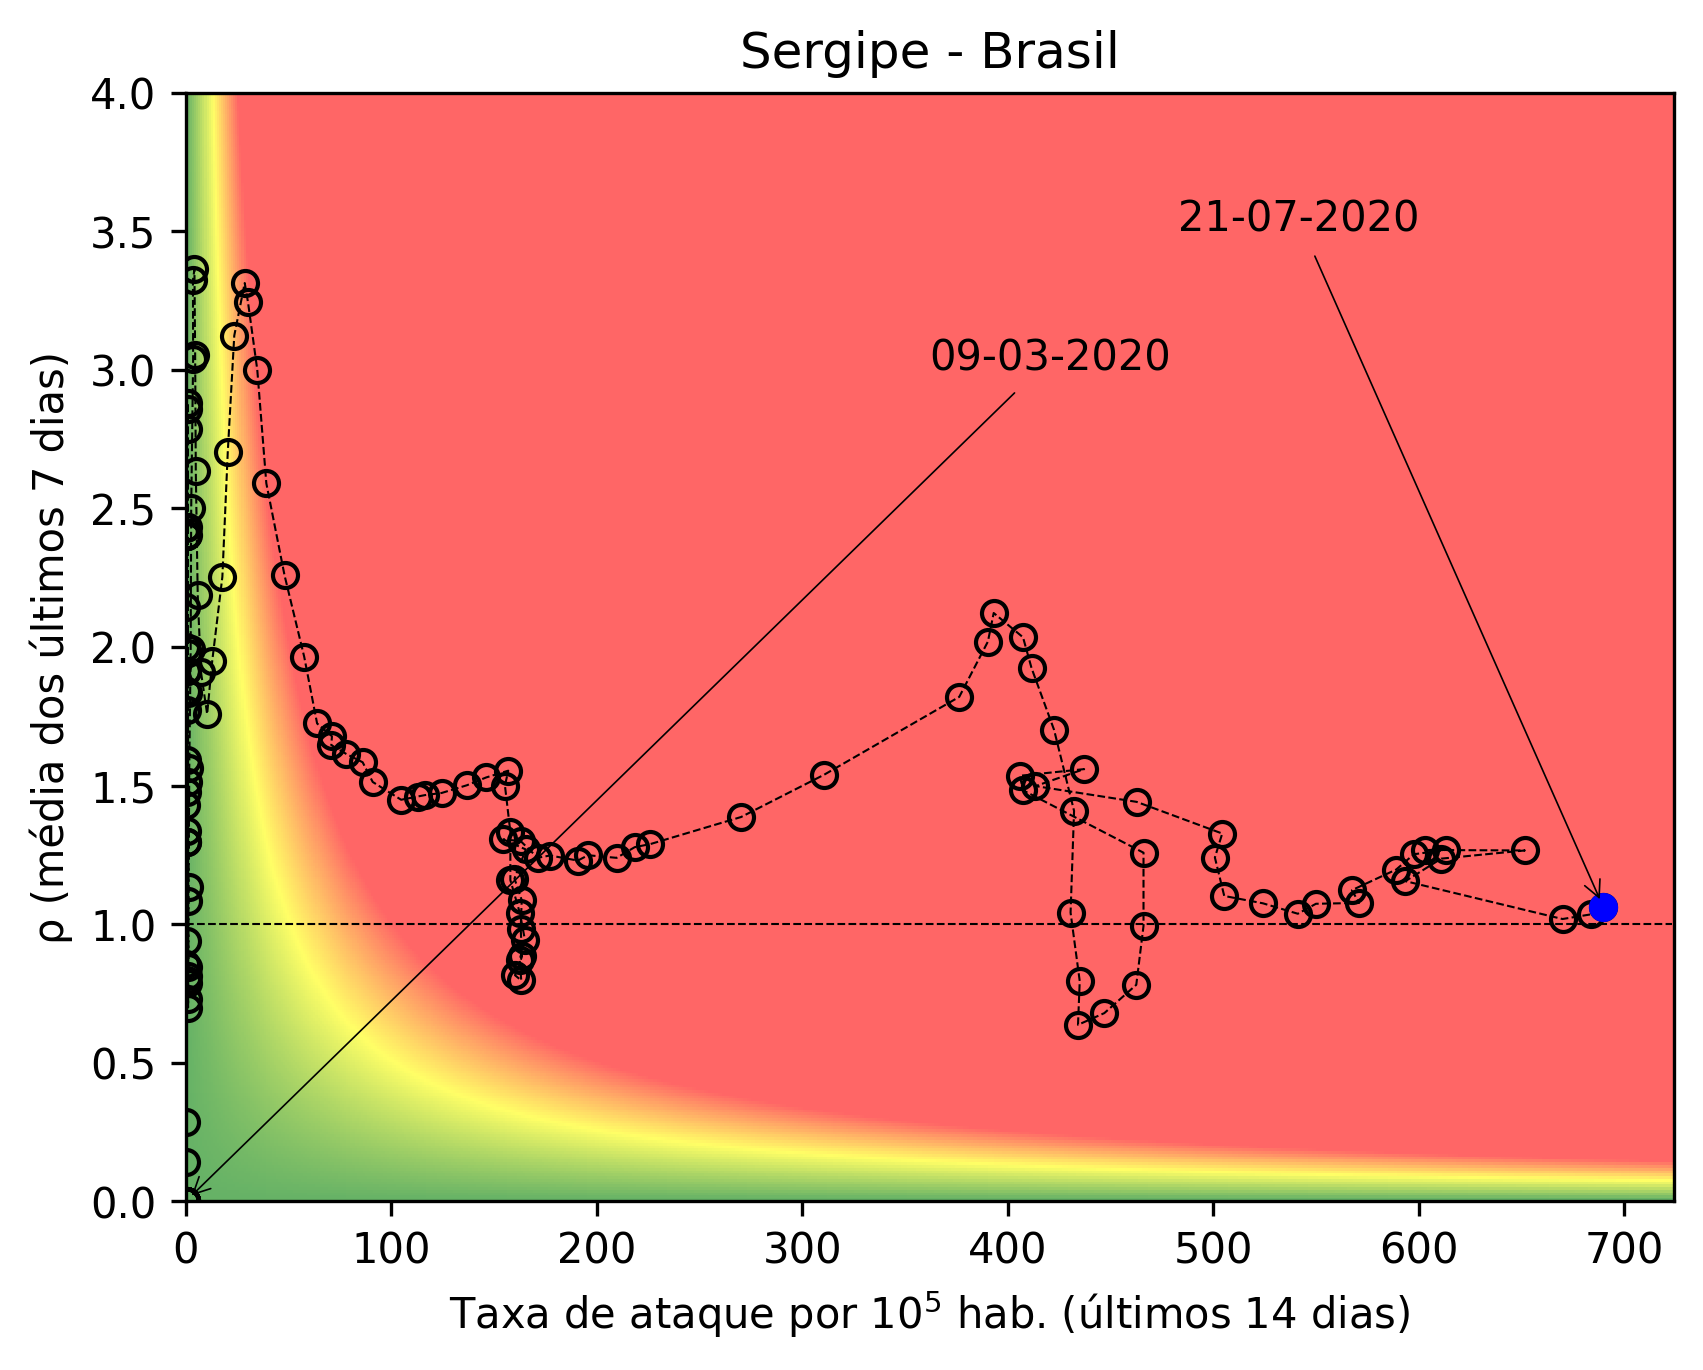 Sergipe - Brasil
4.0
3.5
3.0
2.5
2.0
1.5
1.0
0.5
0.0
ρ (média dos últimos 7 dias)
21-07-2020
09-03-2020
0 100 200 300 400 500 600 700
Taxa de ataque por 10⁵ hab. (últimos 14 dias)